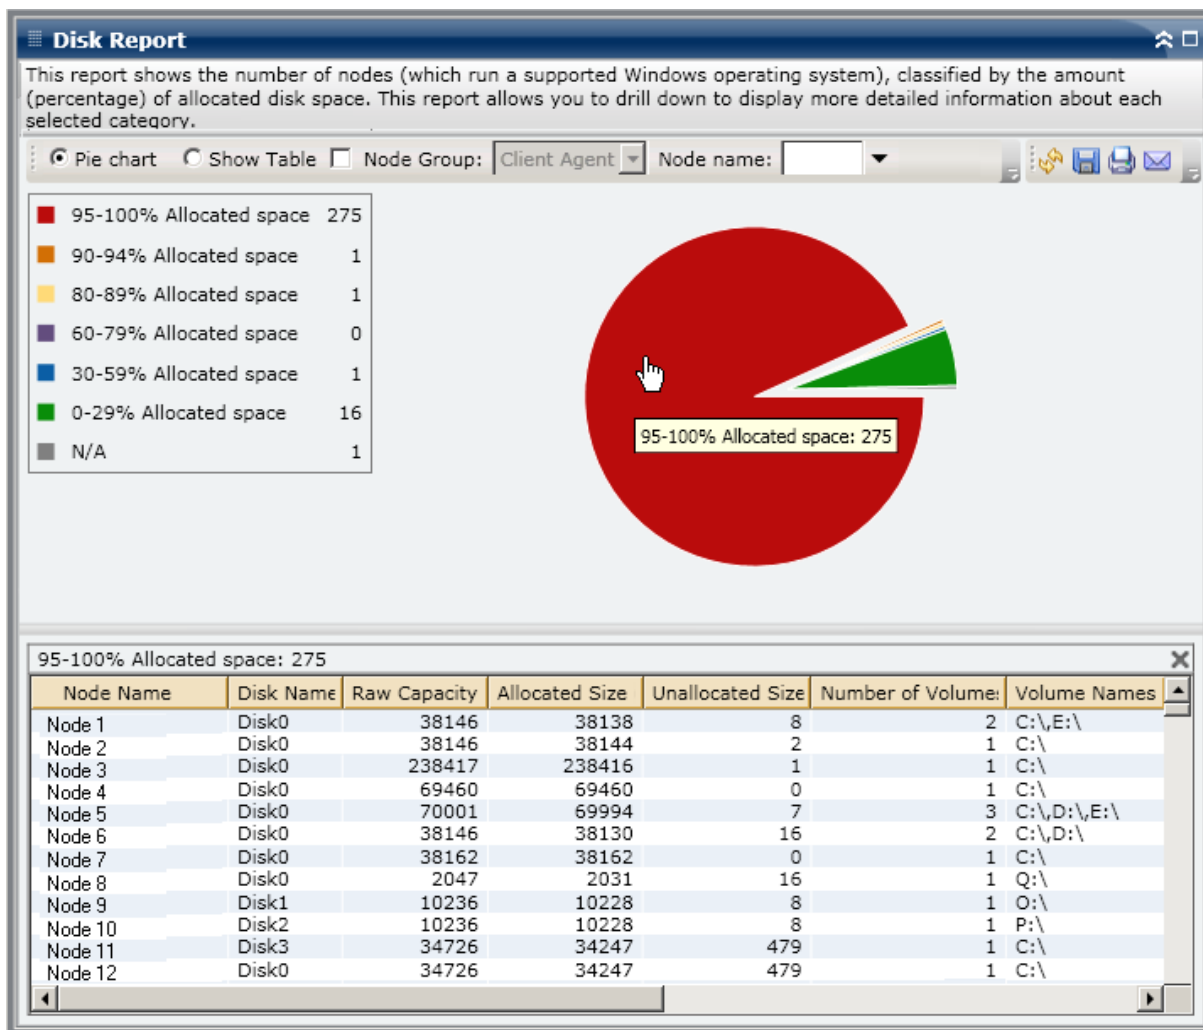 Disk Report
This report shows the number of nodes (which run a supported Windows operating system), classified by the amount
(percentage) of allocated disk space. This report allows you to drill down to display more detailed information about each
selected category.
Pie chart Show Table Node Group: Client Agent Node name:
95-100% Allocated space 275
90-94% Allocated space 1
80-89% Allocated space 1
60-79% Allocated space 0
30-59% Allocated space 1
0-29% Allocated space 16
N/A 1
95-100% Allocated space: 275
95-100% Allocated space: 275
Node Name Disk Name Raw Capacity Allocated Size Unallocated Size Number of Volume: Volume Names
Node 1 Disk0 38146 38138 8 2 C:\,E:\
Node 2 Disk0 38146 38144 2 1 C:\
Node 3 Disk0 238417 238416 1 1 C:\
Node 4 Disk0 69460 69460 0 1 C:\
Node 5 Disk0 70001 69994 7 3 C:\,D:\,E:\
Node 6 Disk0 38146 38130 16 2 C:\,D:\
Node 7 Disk0 38162 38162 0 1 C:\
Node 8 Disk0 2047 2031 16 1 Q:\
Node 9 Disk1 10236 10228 8 1 O:\
Node 10 Disk2 10236 10228 8 1 P:\
Node 11 Disk3 34726 34247 479 1 C:\
Node 12 Disk0 34726 34247 479 1 C:\